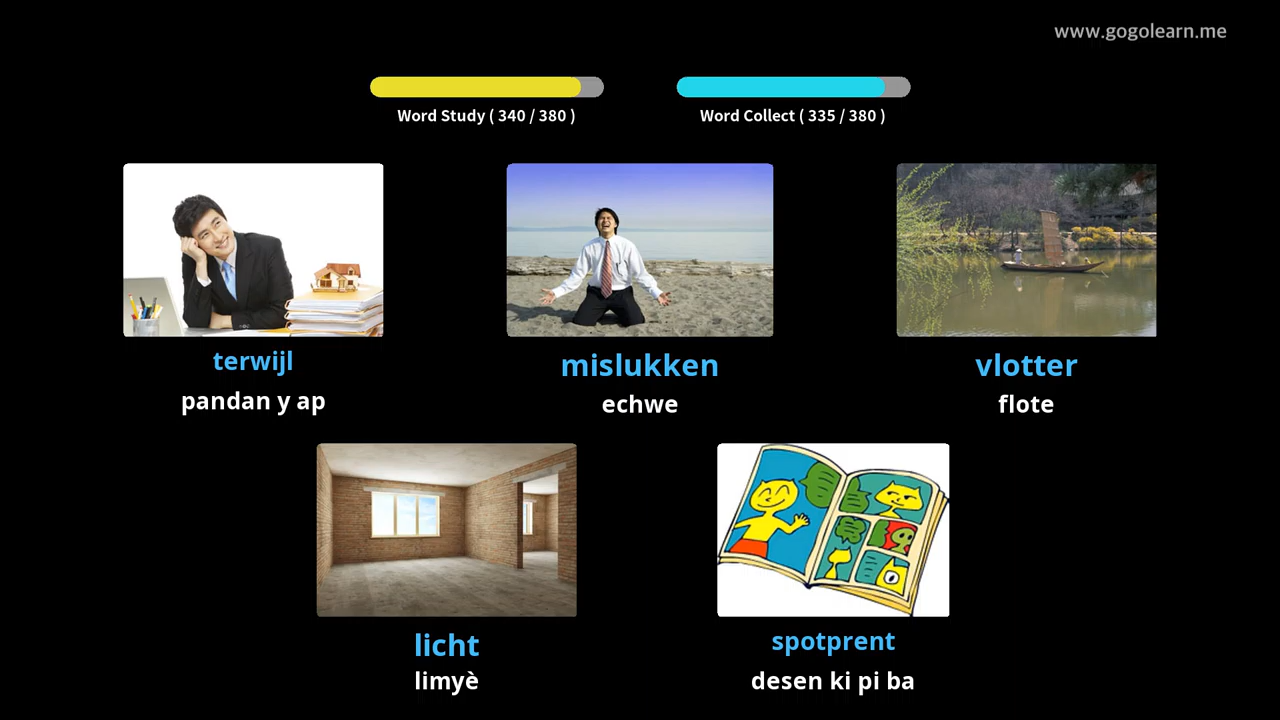 www.gogolearn.me
Word Study ( 340 / 380 )
Word Collect ( 335 / 380 )
terwijl
pandan y ap
mislukken
echwe
vlotter
flote
licht
limyè
spotprent
desen ki pi ba